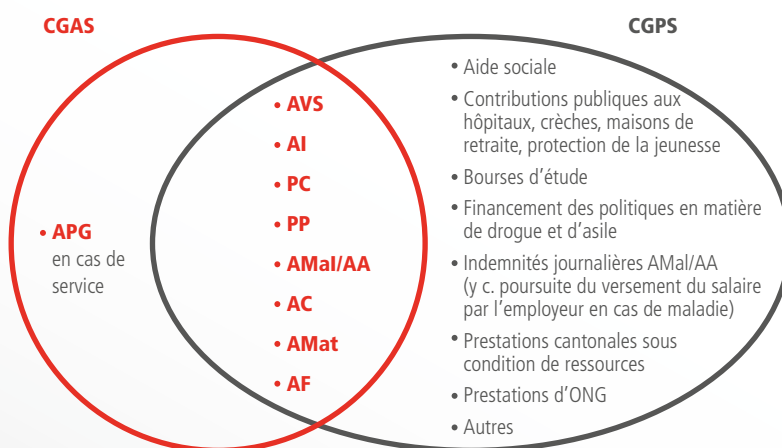 CGAS
CGPS
• APG
en cas de
service
• AVS
• AI
• PC
• PP
• AMal/AA
• AC
• AMat
• AF
• Aide sociale
• Contributions publiques aux
hôpitaux, crèches, maisons de
retraite, protection de la jeunesse
• Bourses d’étude
• Financement des politiques en matière
de drogue et d’asile
• Indemnités journalières AMal/AA
(y c. poursuite du versement du salaire
par l’employeur en cas de maladie)
• Prestations cantonales sous
condition de ressources
• Prestations d’ONG
• Autres